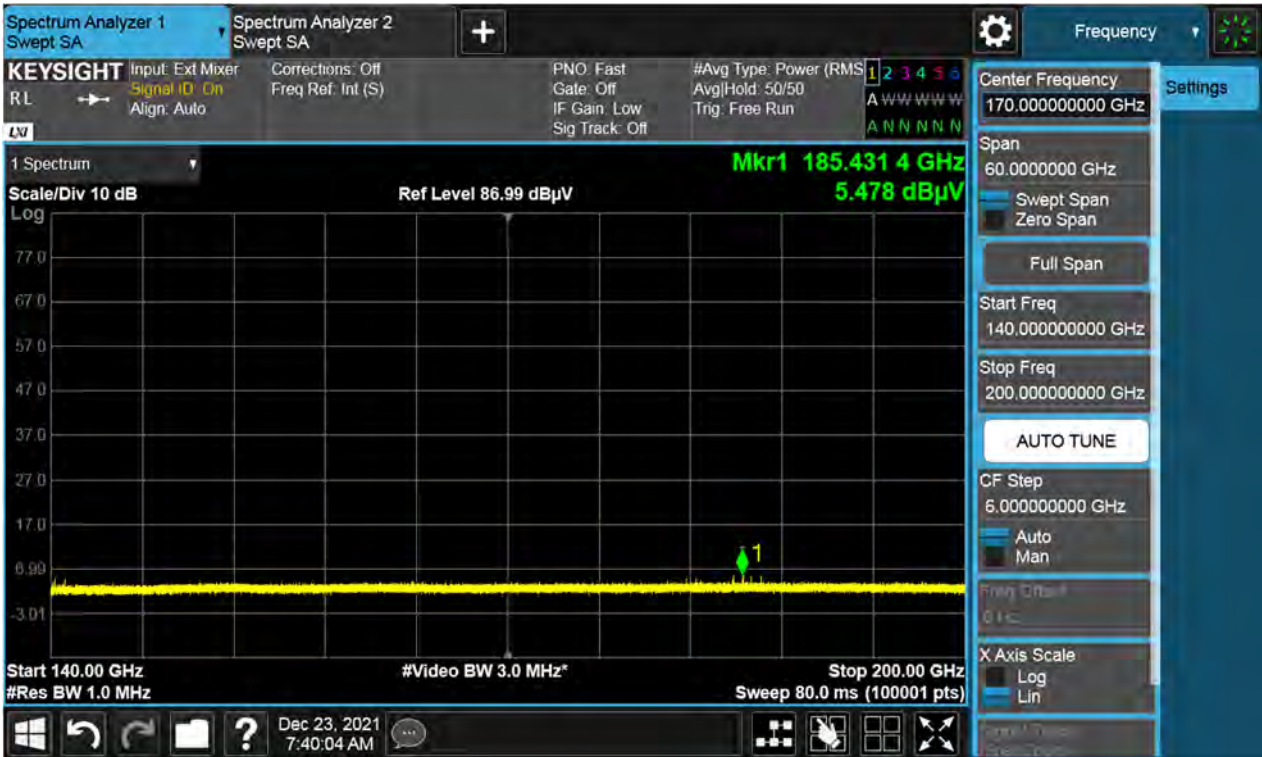 Spectrum Analyzer 1
Swept SA
Spectrum Analyzer 2
Swept SA
+
Frequency
KEYSIGHT
RL
LXI
Input: Ext Mixer
Signal ID: On
Align: Auto
Corrections: Off
Freq Ref: Int (S)
PNO: Fast
Gate: Off
IF Gain: Low
Sig Track: Off
#Avg Type: Power (RMS
Avg|Hold: 50/50
Trig: Free Run
1 2 3 4 5 6
A W W W W W
A N N N N N
1 Spectrum
Mkr1 185.431 4 GHz
5.478 dBµV
Scale/Div 10 dB
Ref Level 86.99 dBµV
Log
77.0
67.0
57.0
47.0
37.0
27.0
17.0
6.99
-3.01
1
Start 140.00 GHz
#Video BW 3.0 MHz*
Stop 200.00 GHz
#Res BW 1.0 MHz
Sweep 80.0 ms (100001 pts)
Dec 23, 2021
7:40:04 AM
?
Center Frequency
170.000000000 GHz
Settings
Span
60.0000000 GHz
Swept Span
Zero Span
Full Span
Start Freq
140.000000000 GHz
Stop Freq
200.000000000 GHz
AUTO TUNE
CF Step
6.000000000 GHz
Auto
Man
Freq Offset
0 Hz
X Axis Scale
Log
Lin